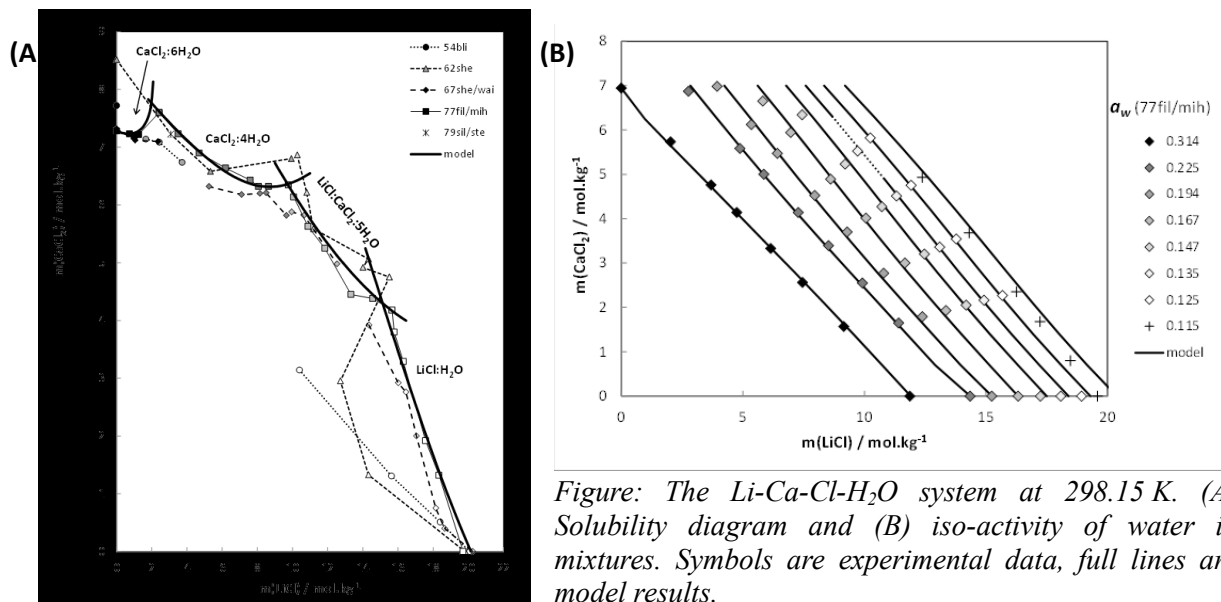 (A)
CaCl2:6H2O
CaCl2:4H2O
LiCl:CaCl2:5H2O
LiCl:H2O
54bli
62she
67she/wai
77fil/mih
79sil/ste
model
(B)
8
7
6
5
4
3
2
1
0
m(CaCl2) / mol.kg-1
0 5 10 15 20
m(LiCl) / mol.kg-1
aw (77fil/mih)
0.314
0.225
0.194
0.167
0.147
0.135
0.125
0.115
model
Figure: The Li-Ca-Cl-H2O system at 298.15 K. (A
Solubility diagram and (B) iso-activity of water i
mixtures. Symbols are experimental data, full lines an
model results.